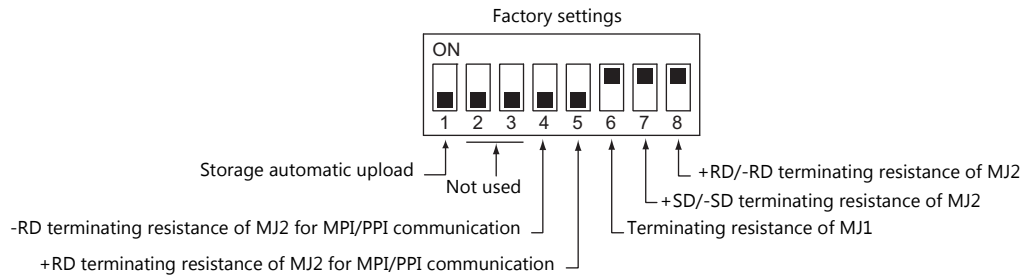 Factory settings
ON
1 2 3 4 5 6 7 8
Storage automatic upload
Not used
+RD/-RD terminating resistance of MJ2
+SD/-SD terminating resistance of MJ2
-RD terminating resistance of MJ2 for MPI/PPI communication
Terminating resistance of MJ1
+RD terminating resistance of MJ2 for MPI/PPI communication